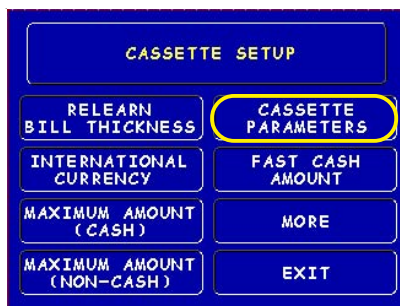 CASSETTE SETUP
RELEARN
BILL THICKNESS
CASSETTE
PARAMETERS
INTERNATIONAL
CURRENCY
FAST CASH
AMOUNT
MAXIMUM AMOUNT
(CASH)
MORE
MAXIMUM AMOUNT
(NON-CASH)
EXIT